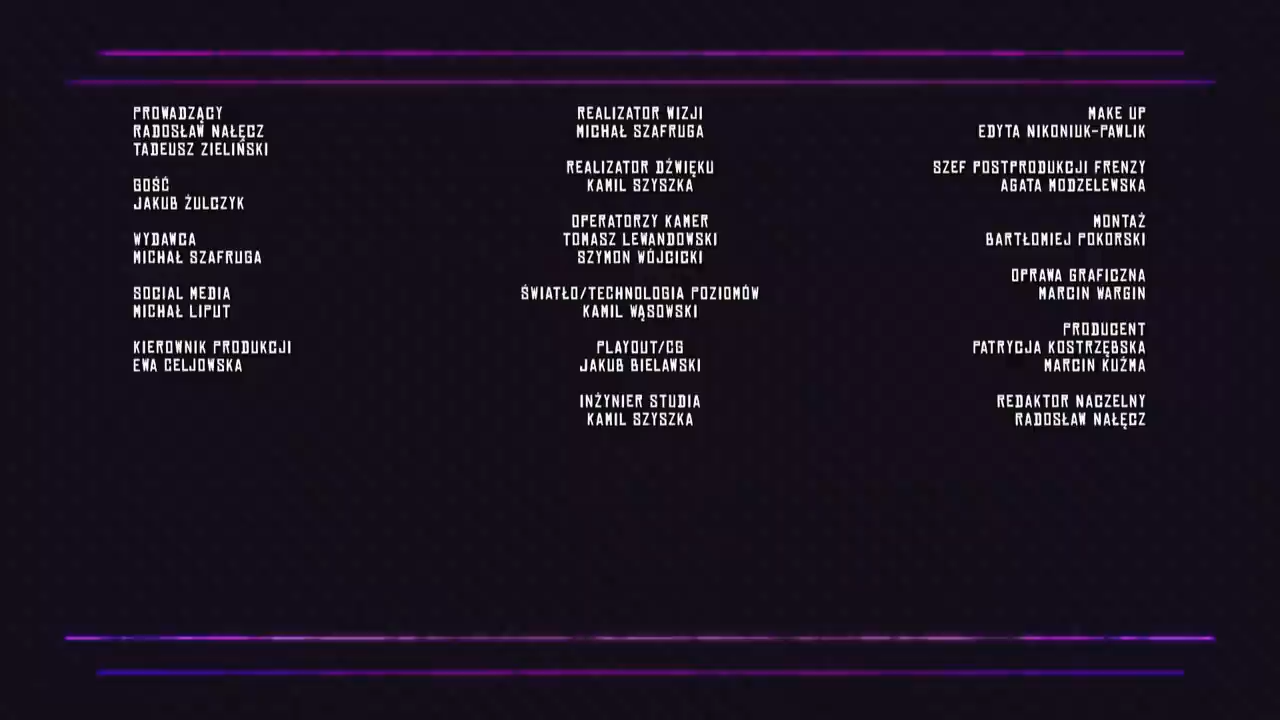 PROWADZĄCY
RADOSŁAW NAŁĘCZ
TADEUSZ ZIELIŃSKI
GOŚĆ
JAKUB ŻULCZYK
WYDAWCA
MICHAŁ SZAFRUGA
SOCIAL MEDIA
MICHAŁ LIPUT
KIEROWNIK PRODUKCJI
EWA CELJOWSKA
REALIZATOR WIZJI
MICHAŁ SZAFRUGA
REALIZATOR DŹWIĘKU
KAMIL SZYSZKA
OPERATORZY KAMER
TOMASZ LEWANDOWSKI
SZYMON WÓJCICKI
ŚWIATŁO/TECHNOLOGIA POZIOMÓW
KAMIL WĄSOWSKI
PLAYOUT/CG
JAKUB BIELAWSKI
INŻYNIER STUDIA
KAMIL SZYSZKA
MAKE UP
EDYTA NIKONIUK-PAWLIK
SZEF POSTPRODUKCJI FRENZY
AGATA MODZELEWSKA
MONTAŻ
BARTŁOMIEJ POKORSKI
OPRAWA GRAFICZNA
MARCIN WARGIN
PRODUCENT
PATRYCJA KOSTRZĘBSKA
MARCIN KUŹMA
REDAKTOR NACZELNY
RADOSŁAW NAŁĘCZ